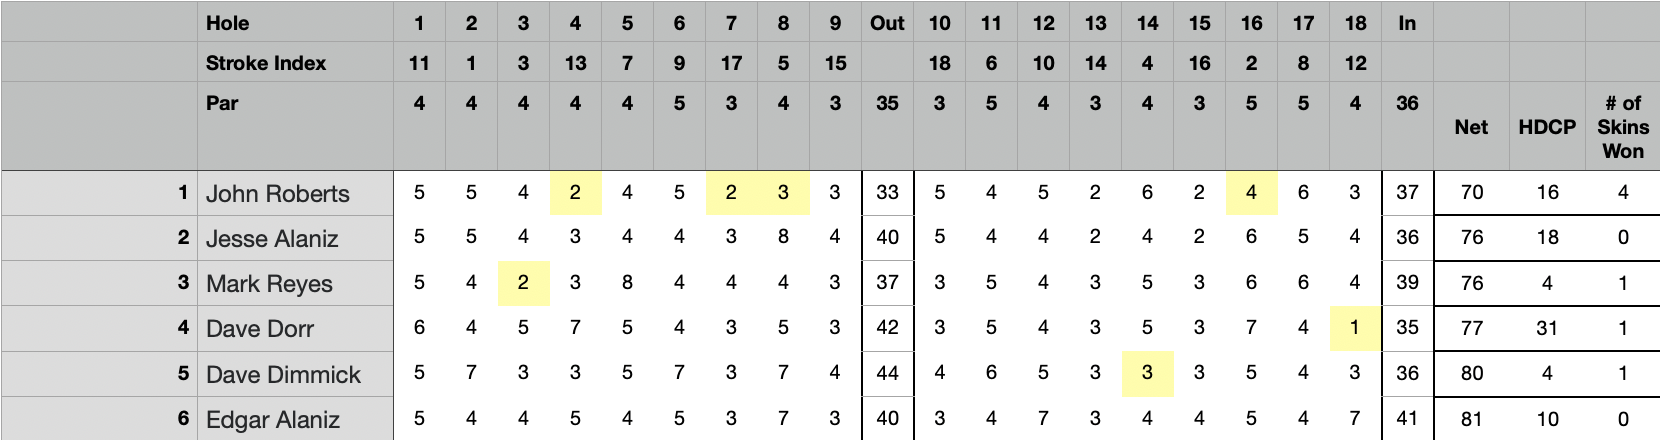 Hole 1 2 3 4 5 6 7 8 9 Out 10 11 12 13 14 15 16 17 18 In
Stroke Index 11 1 3 13 7 9 17 5 15 18 6 10 14 4 16 2 8 12
Par 4 4 4 4 4 5 3 4 3 35 3 5 4 3 4 3 5 5 4 36 Net HDCP # of Skins Won
1 John Roberts 5 5 4 2 4 5 2 3 3 33 5 4 5 2 6 2 4 6 3 37 70 16 4
2 Jesse Alaniz 5 5 4 3 4 4 3 8 4 40 5 4 4 2 4 2 6 5 4 36 76 18 0
3 Mark Reyes 5 4 2 3 8 4 4 4 3 37 3 5 4 3 5 3 6 6 4 39 76 4 1
4 Dave Dorr 6 4 5 7 5 4 3 5 3 42 3 5 4 3 5 3 7 4 1 35 77 31 1
5 Dave Dimmick 5 7 3 3 5 7 3 7 4 44 4 6 5 3 3 3 5 4 3 36 80 4 1
6 Edgar Alaniz 5 4 4 5 4 5 3 7 3 40 3 4 7 3 4 4 5 4 7 41 81 10 0